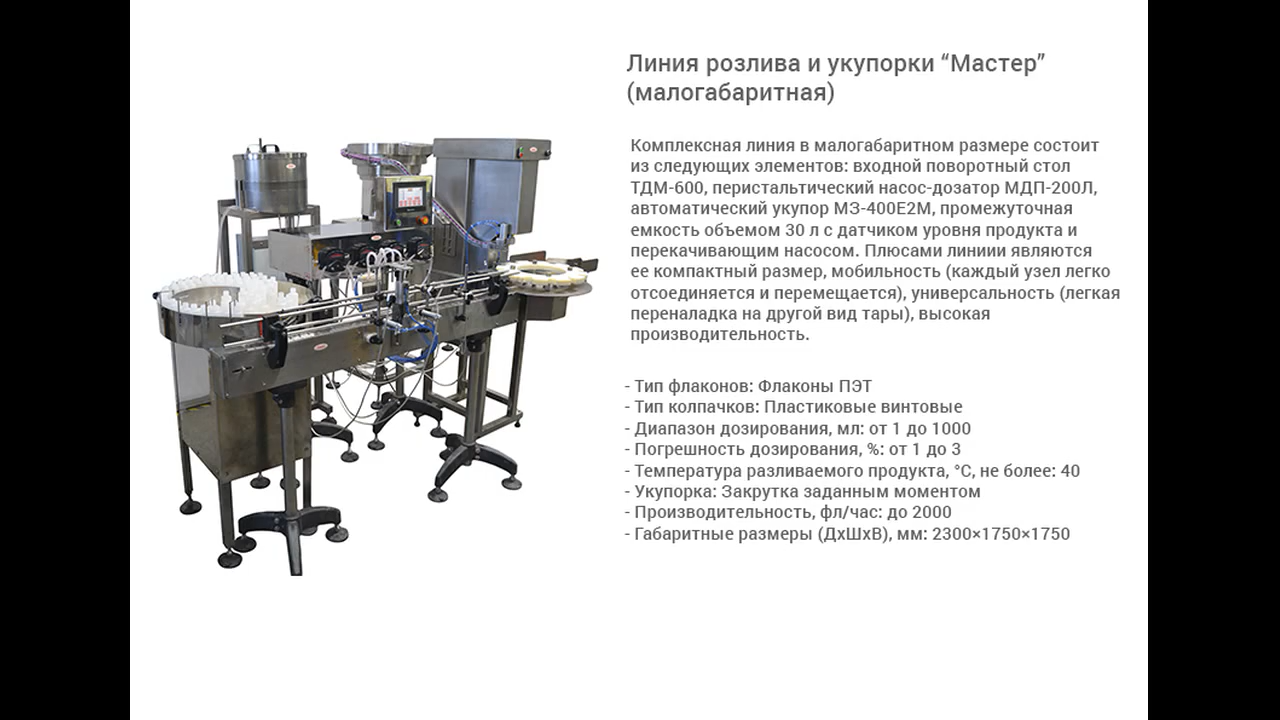 Линия розлива и укупорки “Мастер”
(малогабаритная)
Комплексная линия в малогабаритном размере состоит
из следующих элементов: входной поворотный стол
ТДМ-600, перистальтический насос-дозатор МДП-200Л,
автоматический укупор МЗ-400Е2М, промежуточная
емкость объемом 30 л с датчиком уровня продукта и
перекачивающим насосом. Плюсами линиии являются
ее компактный размер, мобильность (каждый узел легко
отсоединяется и перемещается), универсальность (легкая
переналадка на другой вид тары), высокая
производительность.
- Тип флаконов: Флаконы ПЭТ
- Тип колпачков: Пластиковые винтовые
- Диапазон дозирования, мл: от 1 до 1000
- Погрешность дозирования, %: от 1 до 3
- Температура разливаемого продукта, °С, не более: 40
- Укупорка: Закрутка заданным моментом
- Производительность, фл/час: до 2000
- Габаритные размеры (ДхШхВ), мм: 2300×1750×1750